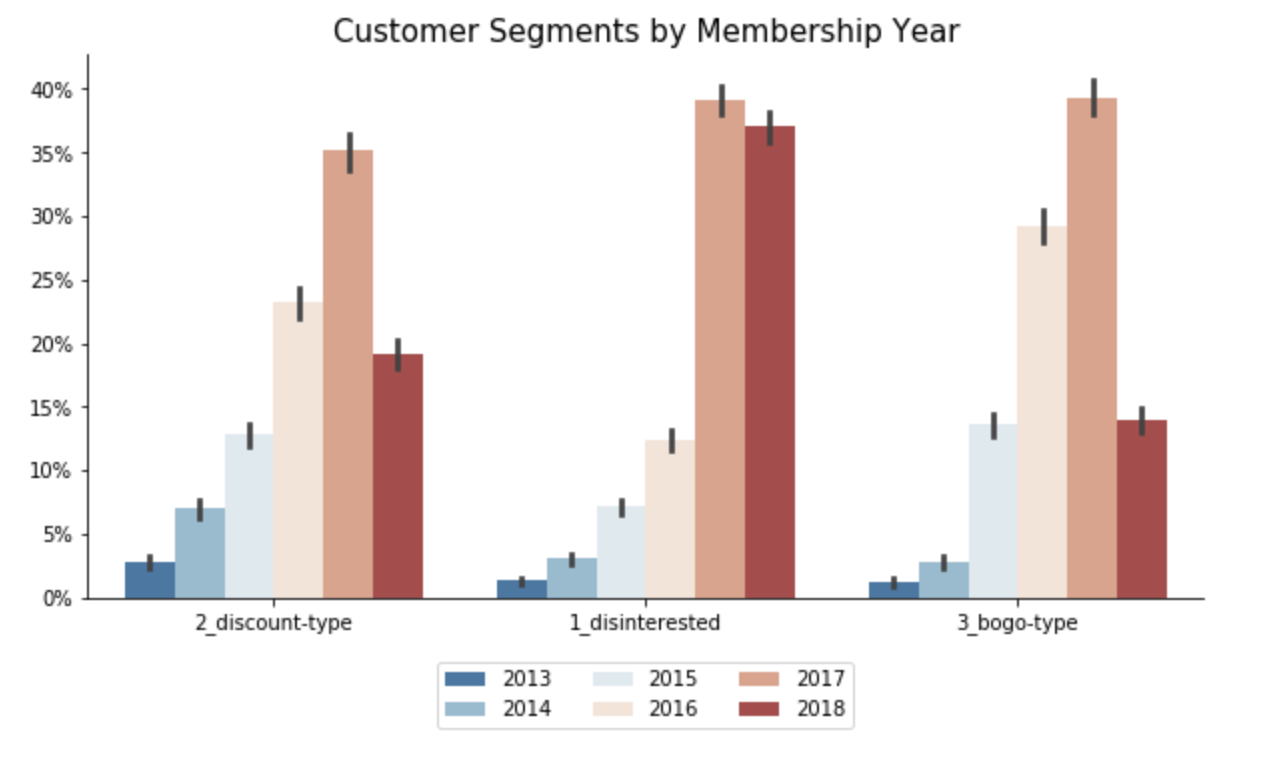 Customer Segments by Membership Year
40%
35%
30%
25%
20%
15%
10%
5%
0%
2_discount-type 1_disinterested 3_bogo-type
2013 2015 2017
2014 2016 2018